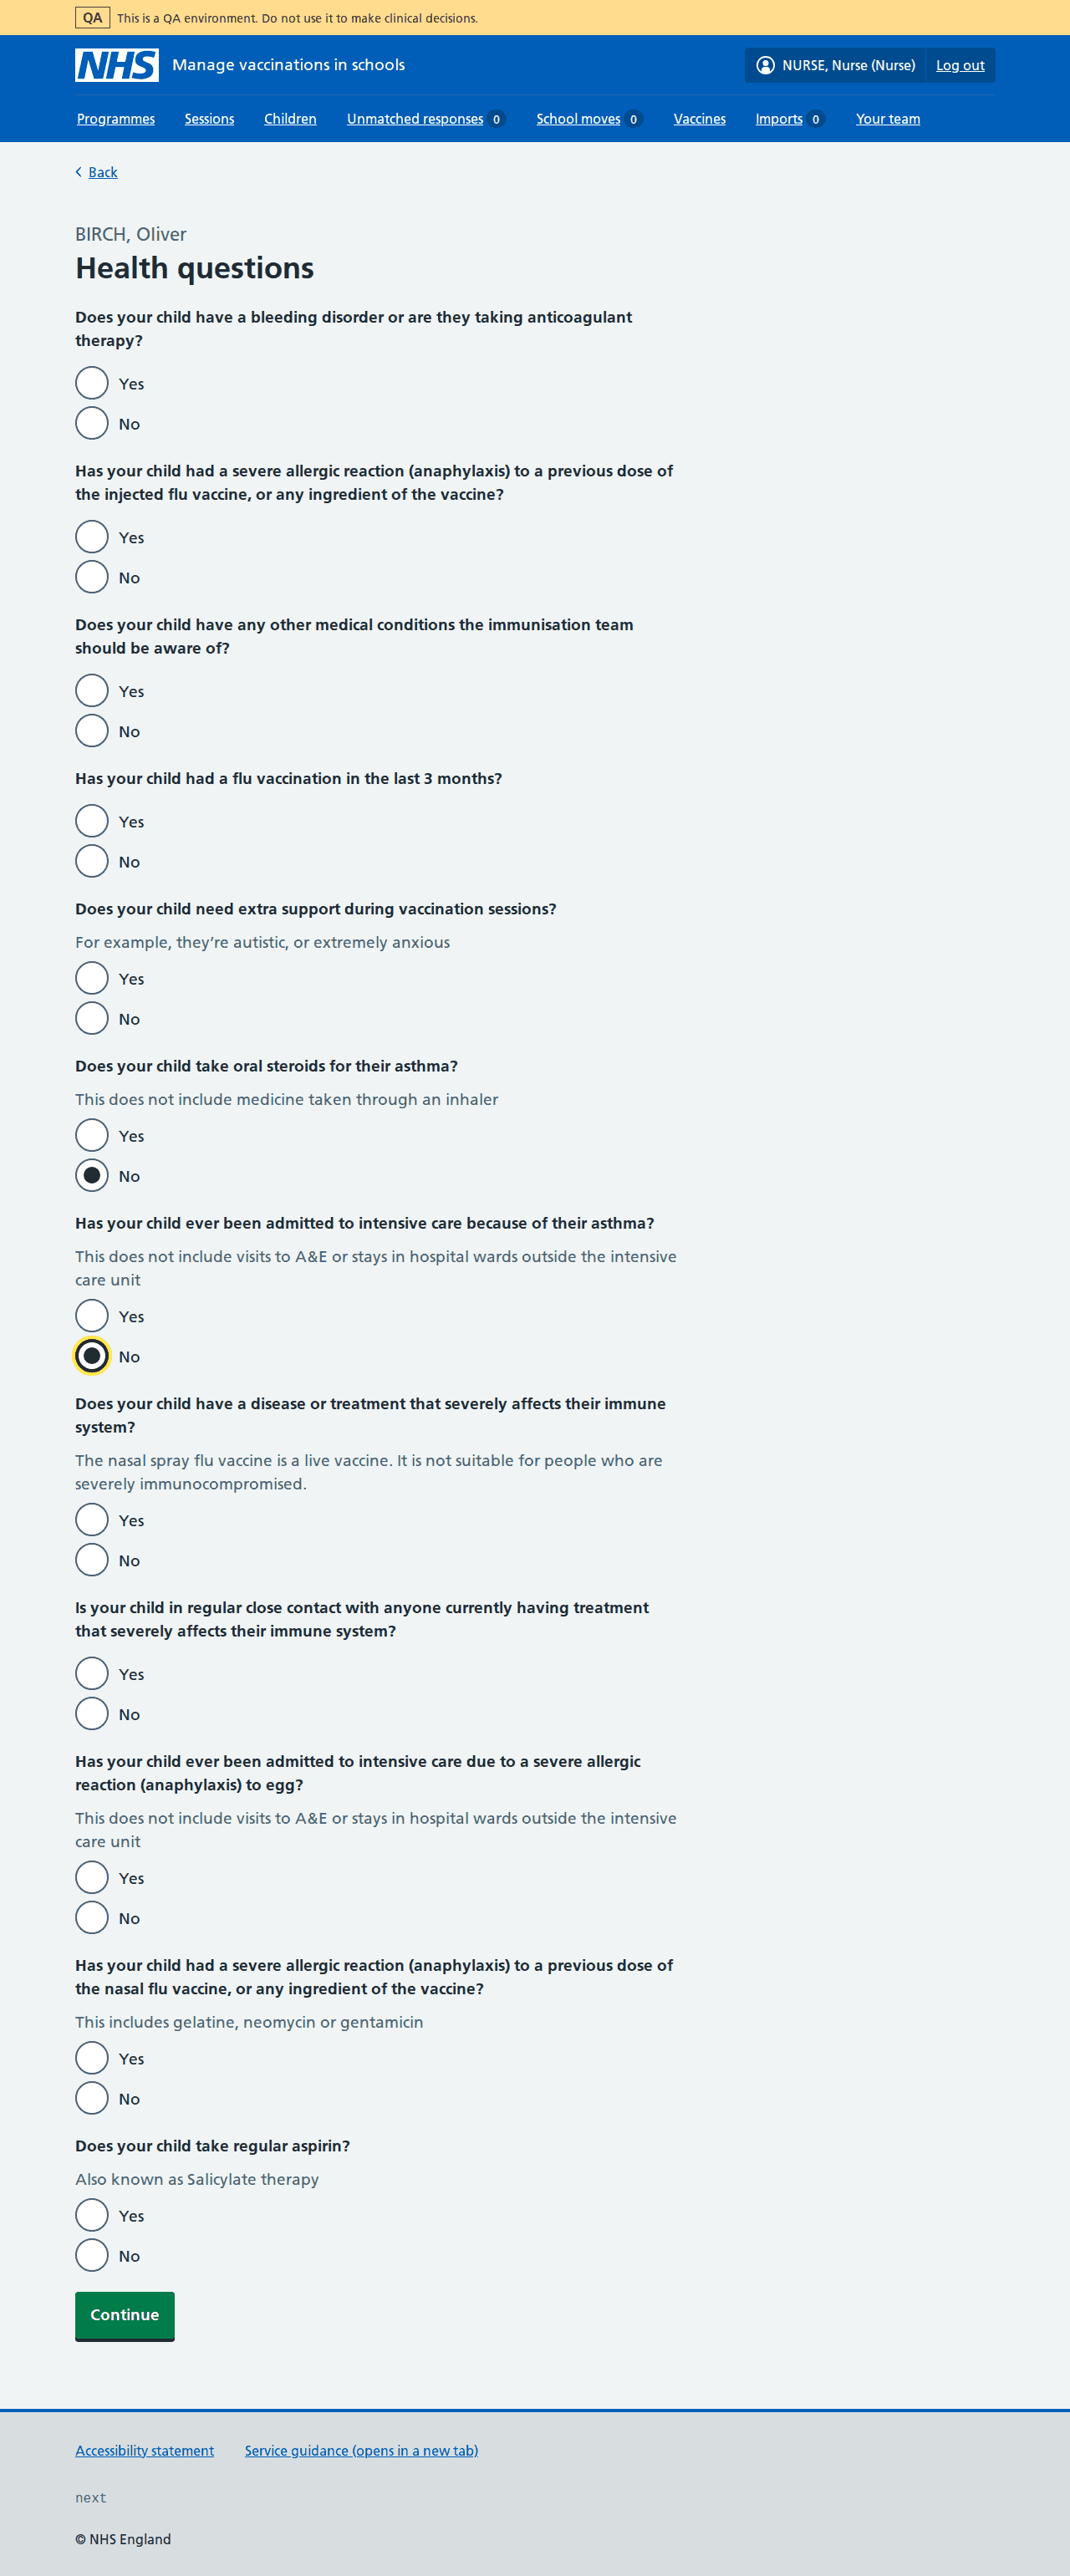 QA This is a QA environment. Do not use it to make clinical decisions.
NHS Manage vaccinations in schools NURSE, Nurse (Nurse) Log out
Programmes Sessions Children Unmatched responses 0 School moves 0 Vaccines Imports 0 Your team
Back
BIRCH, Oliver
Health questions
Does your child have a bleeding disorder or are they taking anticoagulant
therapy?
Yes
No
Has your child had a severe allergic reaction (anaphylaxis) to a previous dose of
the injected flu vaccine, or any ingredient of the vaccine?
Yes
No
Does your child have any other medical conditions the immunisation team
should be aware of?
Yes
No
Has your child had a flu vaccination in the last 3 months?
Yes
No
Does your child need extra support during vaccination sessions?
For example, they’re autistic, or extremely anxious
Yes
No
Does your child take oral steroids for their asthma?
This does not include medicine taken through an inhaler
Yes
No
Has your child ever been admitted to intensive care because of their asthma?
This does not include visits to A&E or stays in hospital wards outside the intensive
care unit
Yes
No
Does your child have a disease or treatment that severely affects their immune
system?
The nasal spray flu vaccine is a live vaccine. It is not suitable for people who are
severely immunocompromised.
Yes
No
Is your child in regular close contact with anyone currently having treatment
that severely affects their immune system?
Yes
No
Has your child ever been admitted to intensive care due to a severe allergic
reaction (anaphylaxis) to egg?
This does not include visits to A&E or stays in hospital wards outside the intensive
care unit
Yes
No
Has your child had a severe allergic reaction (anaphylaxis) to a previous dose of
the nasal flu vaccine, or any ingredient of the vaccine?
This includes gelatine, neomycin or gentamicin
Yes
No
Does your child take regular aspirin?
Also known as Salicylate therapy
Yes
No
Continue
Accessibility statement Service guidance (opens in a new tab)
next
© NHS England